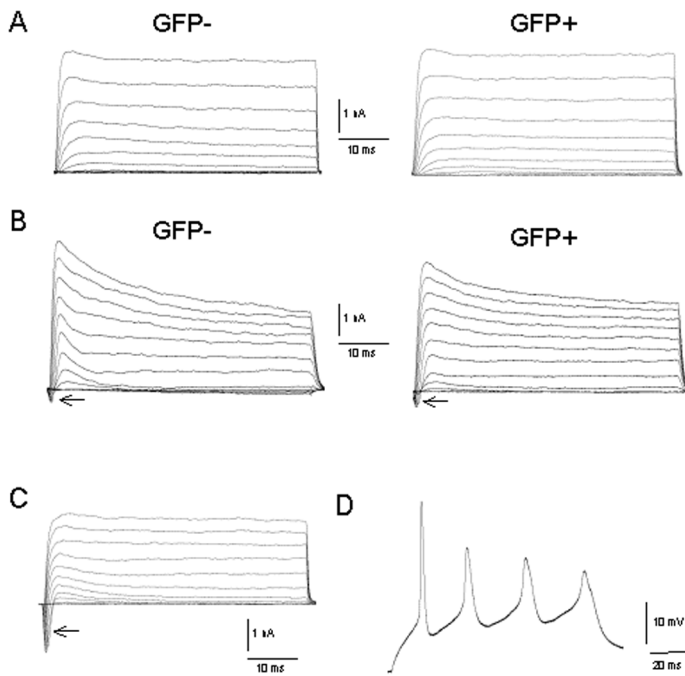 A
GFP-
GFP+
1 nA
10 ms
B
GFP-
GFP+
1 nA
10 ms
C
D
1 nA
10 ms
10 mV
20 ms